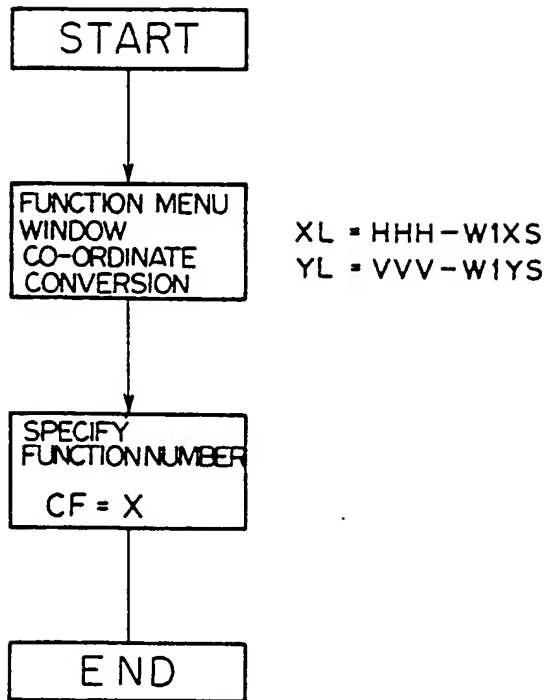 START
FUNCTION MENU
WINDOW
CO-ORDINATE
CONVERSION
XL = HHH-W1XS
YL = VVV-W1YS
SPECIFY
FUNCTION NUMBER
CF = X
END